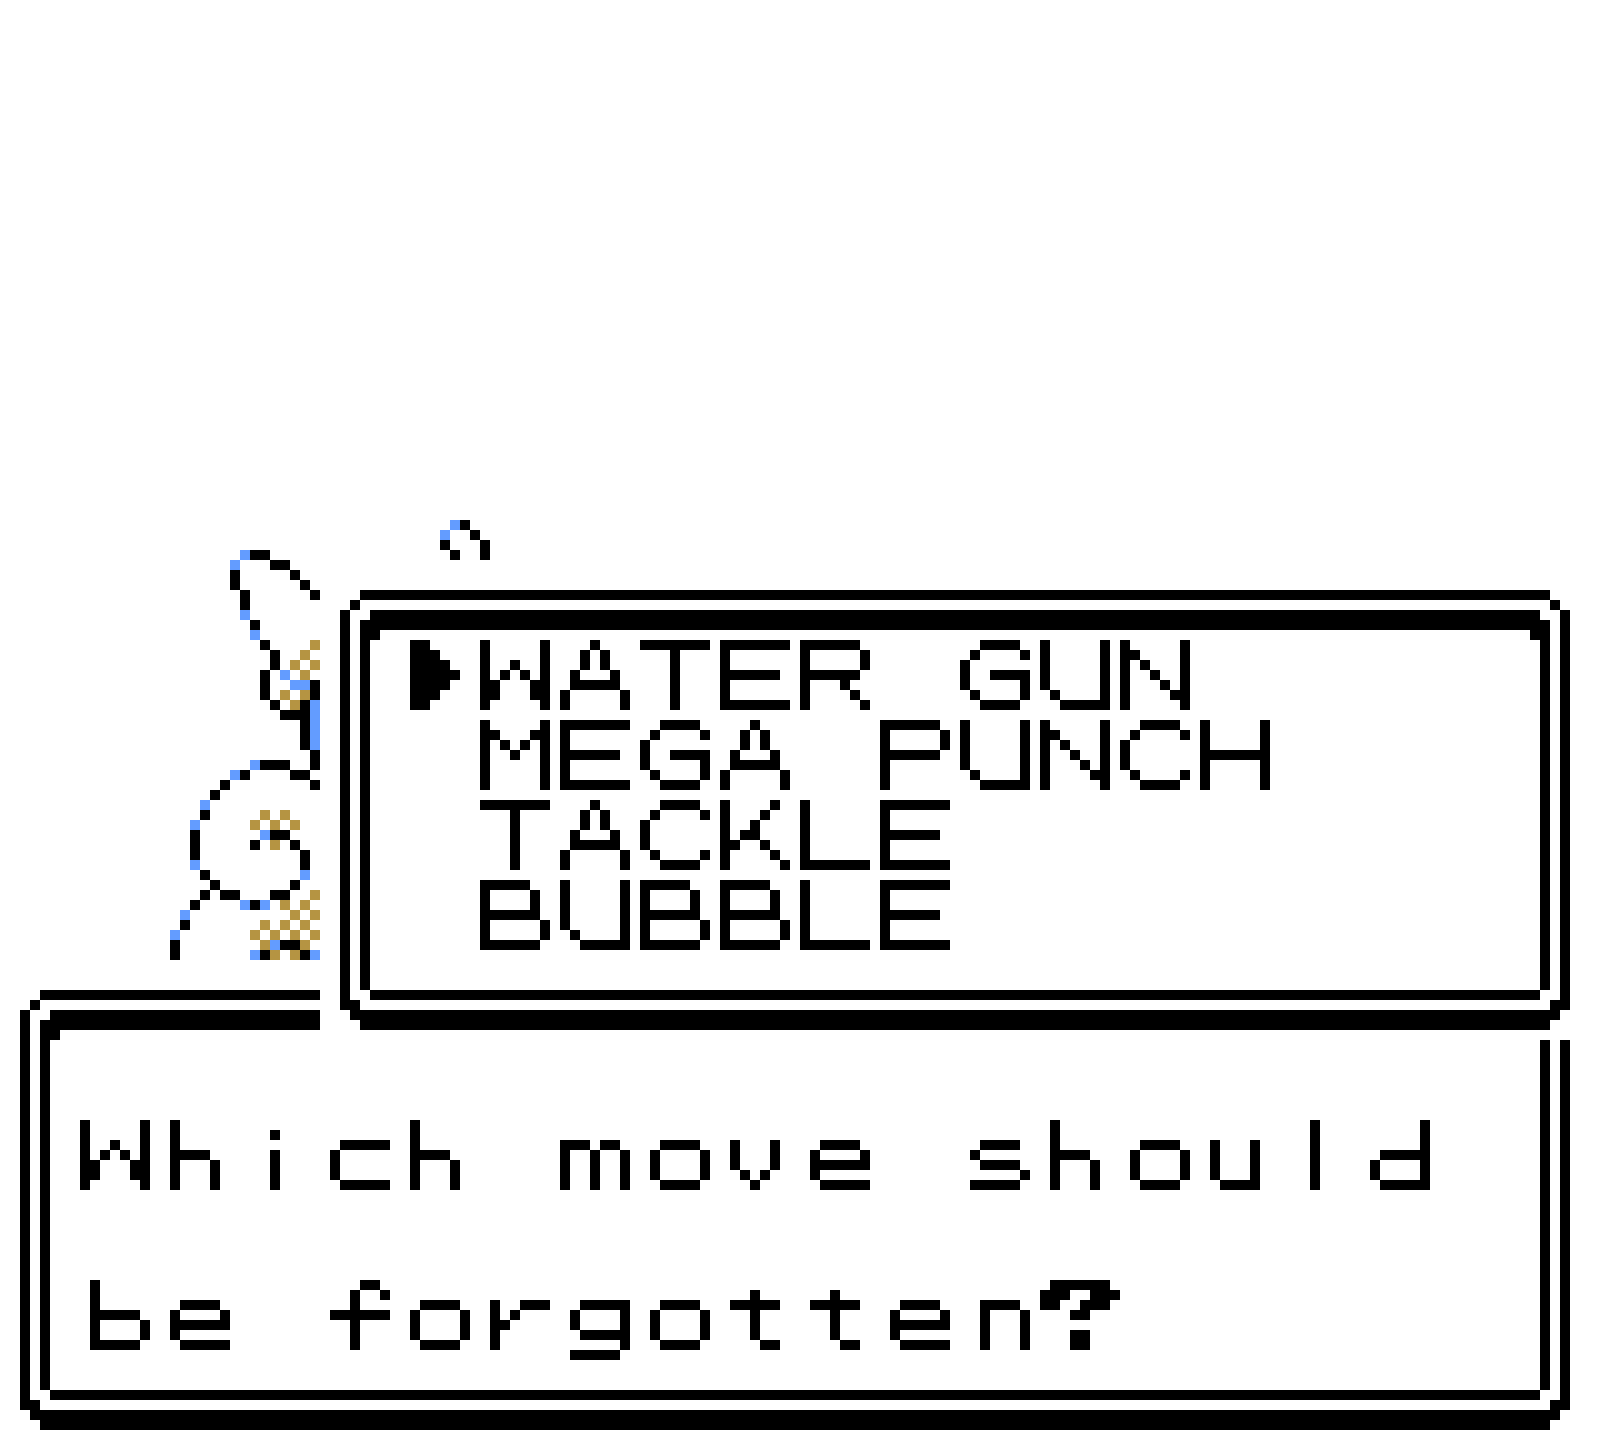 ▶WATER GUN
MEGA PUNCH
TACKLE
BUBBLE
Which move should
be forgotten?